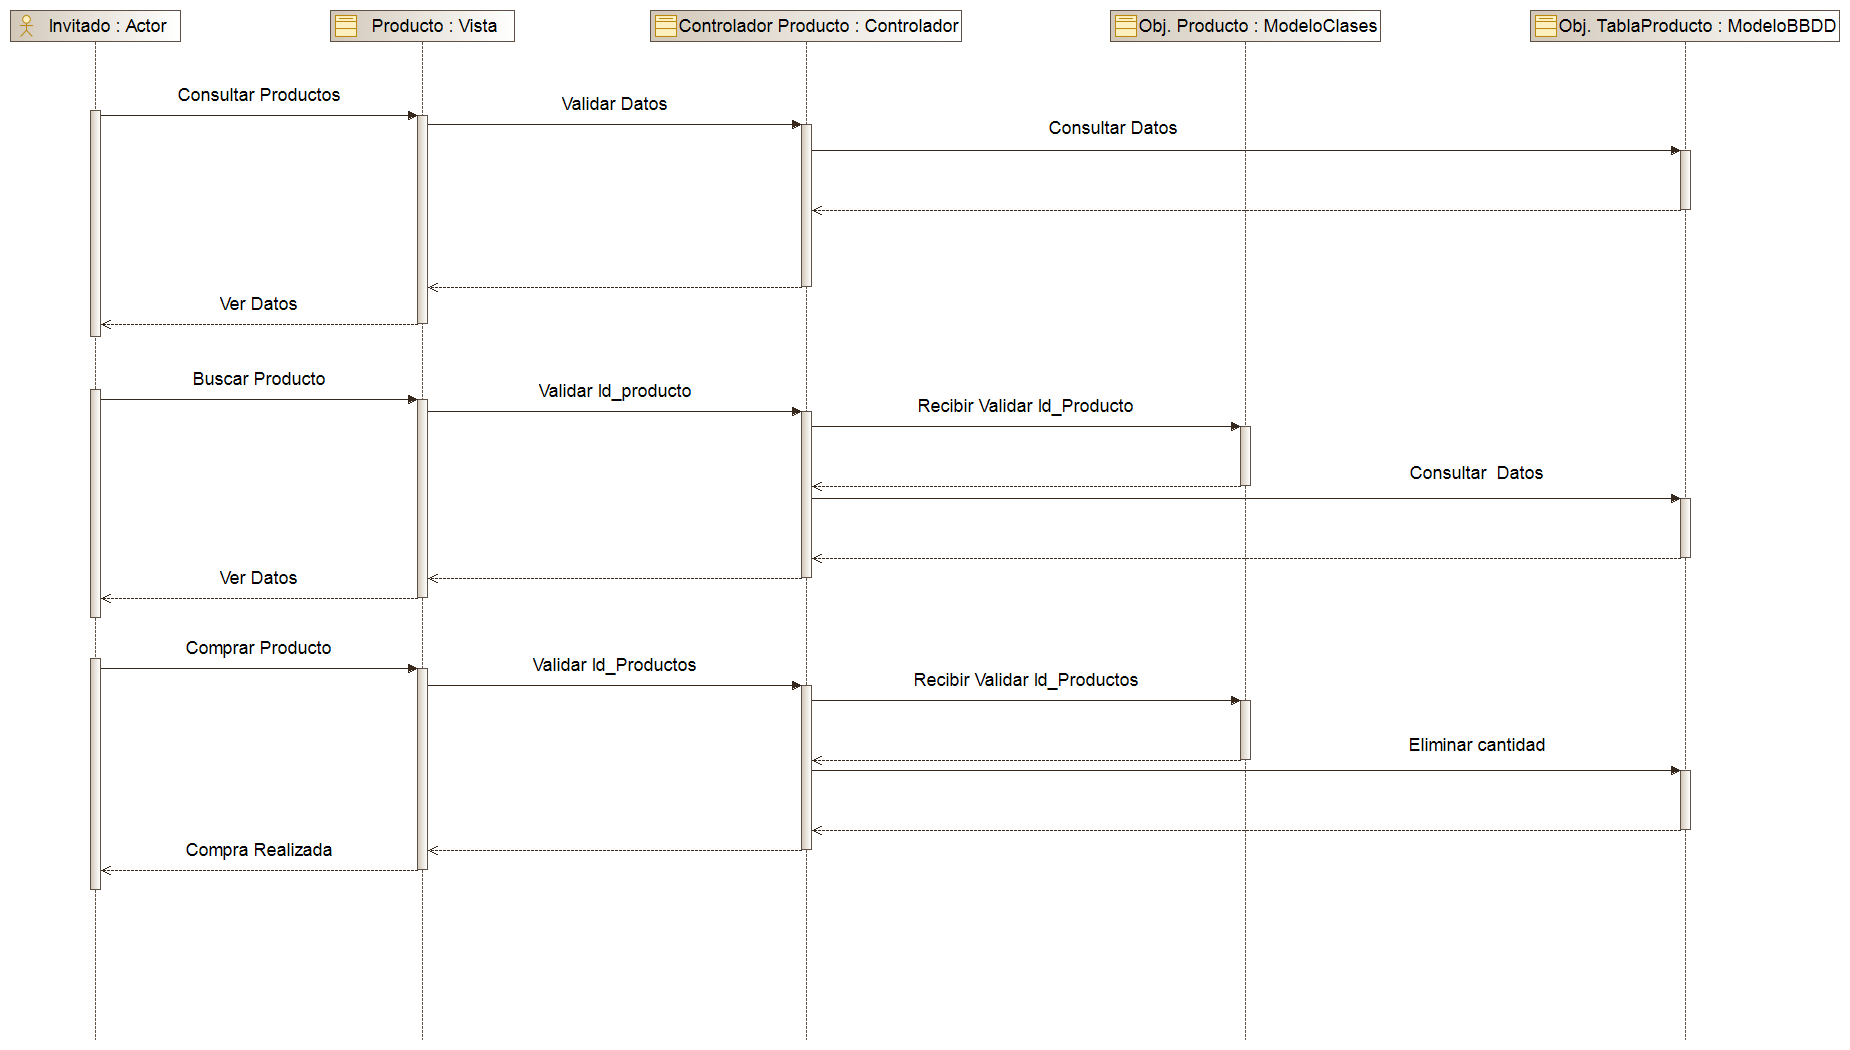 Invitado : Actor
Producto : Vista
Controlador Producto : Controlador
Obj. Producto : ModeloClases
Obj. TablaProducto : ModeloBBDD
Consultar Productos
Validar Datos
Consultar Datos
Ver Datos
Buscar Producto
Validar Id_producto
Recibir Validar Id_Producto
Consultar  Datos
Ver Datos
Comprar Producto
Validar Id_Productos
Recibir Validar Id_Productos
Eliminar cantidad
Compra Realizada